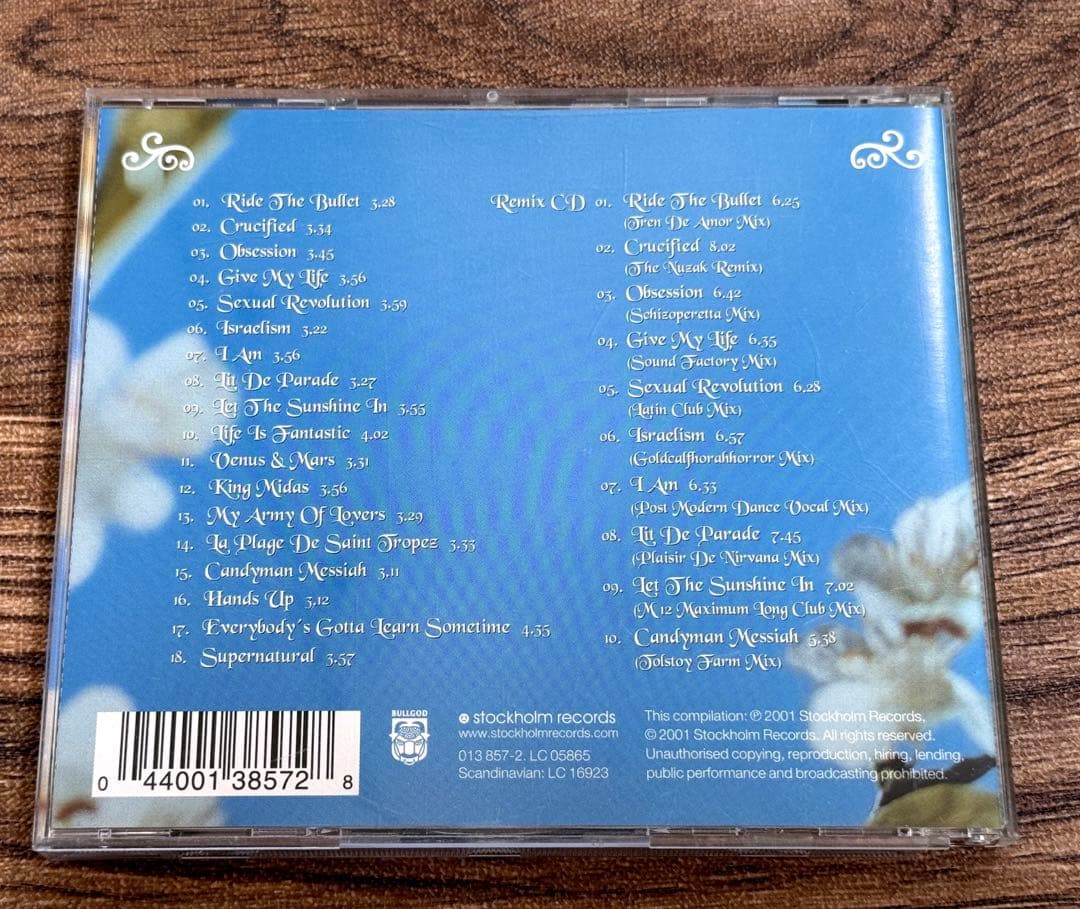 01. Ride The Bullet 3.28
02. Crucified 3.34
03. Obsession 3.45
04. Give My Life 3.56
05. Sexual Revolution 3.59
06. Israelism 3.22
07. I Am 3.56
08. Lit De Parade 3.27
09. Let The Sunshine In 3.55
10. Life Is Fantastic 4.02
11. Venus & Mars 3.31
12. King Midas 3.56
13. My Army Of Lovers 3.29
14. La Plage De Saint Tropez 3.33
15. Candyman Messiah 3.11
16. Hands Up 3.12
17. Everybody´s Gotta Learn Sometime 4.35
18. Supernatural 3.57
Remix CD 01. Ride The Bullet 6.25
(Tren De Amor Mix)
02. Crucified 8.02
(The Nuzak Remix)
03. Obsession 6.42
(Schizoperetta Mix)
04. Give My Life 6.35
(Sound Factory Mix)
05. Sexual Revolution 6.28
(Latin Club Mix)
06. Israelism 6.57
(Goldcalfhorahhorror Mix)
07. I Am 6.33
(Post Modern Dance Vocal Mix)
08. Lit De Parade 7.45
(Plaisir De Nirvana Mix)
09. Let The Sunshine In 7.02
(M 12 Maximum Long Club Mix)
10. Candyman Messiah 5.38
(Tolstoy Farm Mix)
0 44001 38572 8
BULLGOD
stockholm records
www.stockholmrecords.com
013 857-2. LC 05865
Scandinavian: LC 16923
This compilation: ℗ 2001 Stockholm Records.
© 2001 Stockholm Records. All rights reserved.
Unauthorised copying, reproduction, hiring, lending,
public performance and broadcasting prohibited.